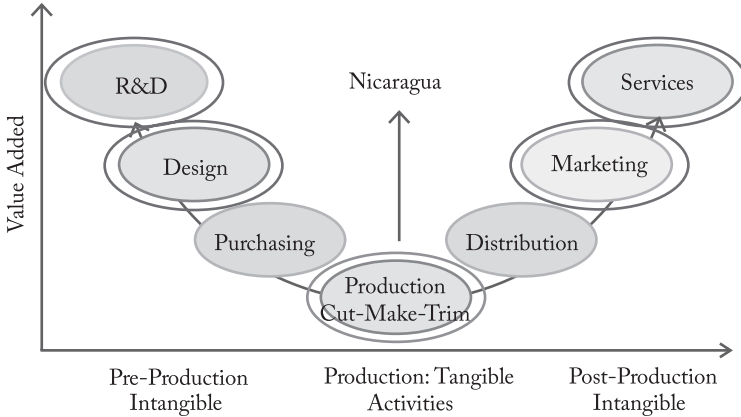 Value Added
R&D
Nicaragua
Services
Design
Marketing
Purchasing
Distribution
Production
Cut-Make-Trim
Pre-Production
Intangible
Production: Tangible
Activities
Post-Production
Intangible